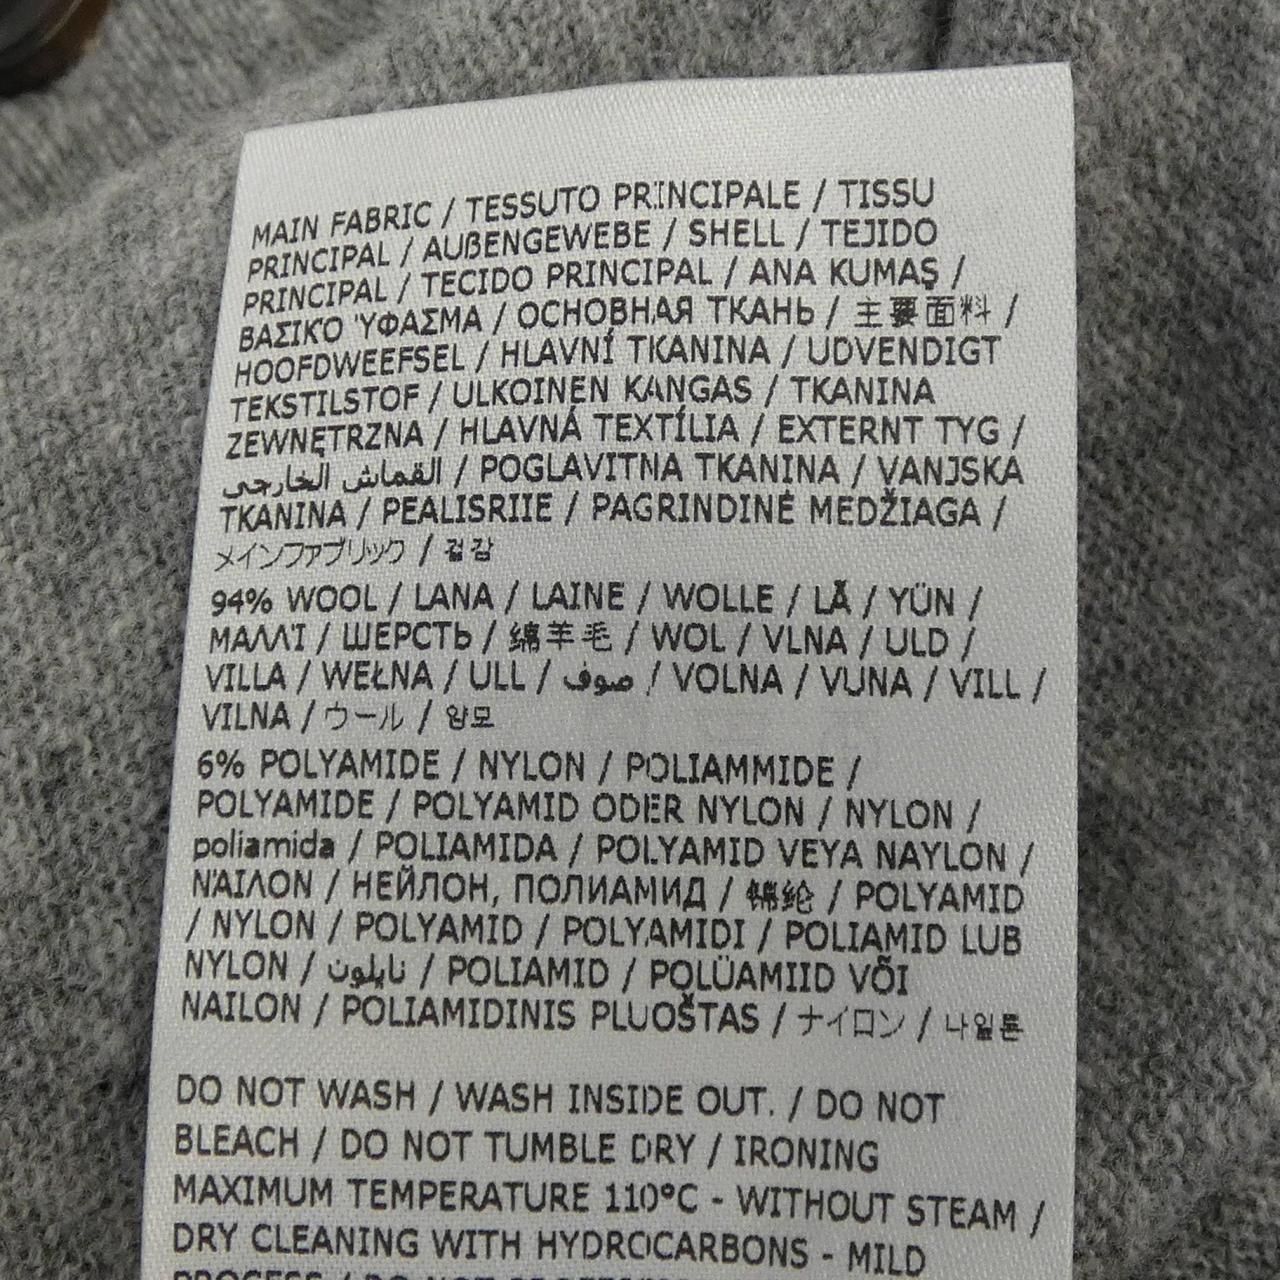 MAIN FABRIC / TESSUTO PRINCIPALE / TISSU
PRINCIPAL / AUßENGEWEBE / SHELL / TEJIDO
PRINCIPAL / TECIDO PRINCIPAL / ANA KUMAŞ /
ΒΑΣΙΚΌ ΎΦΑΣΜΑ / ОСНОВНАЯ ТКАНЬ / 主要面料 /
HOOFDWEEFSEL / HLAVNÍ TKANINA / UDVENDIGT
TEKSTILSTOF / ULKOINEN KANGAS / TKANINA
ZEWNĘTRZNA / HLAVNÁ TEXTÍLIA / EXTERNT TYG /
القماش الخارجي / POGLAVITNA TKANINA / VANJSKA
TKANINA / PEALISRIIE / PAGRINDINĖ MEDŽIAGA /
メインファブリック / 겉감
94% WOOL / LANA / LAINE / WOLLE / LÃ / YÜN /
ΜΑΛΛΊ / ШЕРСТЬ / 绵羊毛 / WOL / VLNA / ULD /
VILLA / WEŁNA / ULL / صوف / VOLNA / VUNA / VILL /
VILNA / ウール / 양모
6% POLYAMIDE / NYLON / POLIAMMIDE /
POLYAMIDE / POLYAMID ODER NYLON / NYLON /
poliamida / POLIAMIDA / POLYAMID VEYA NAYLON /
ΝΆΙΛΟΝ / НЕЙЛОН, ПОЛИАМИД / 锦纶 / POLYAMID
/ NYLON / POLYAMID / POLYAMIDI / POLIAMID LUB
NYLON / نايلون / POLIAMID / POLÜAMIID VÕI
NAILON / POLIAMIDINIS PLUOŠTAS / ナイロン / 나일론
DO NOT WASH / WASH INSIDE OUT. / DO NOT
BLEACH / DO NOT TUMBLE DRY / IRONING
MAXIMUM TEMPERATURE 110°C - WITHOUT STEAM /
DRY CLEANING WITH HYDROCARBONS - MILD
PROCESS / DO NOT